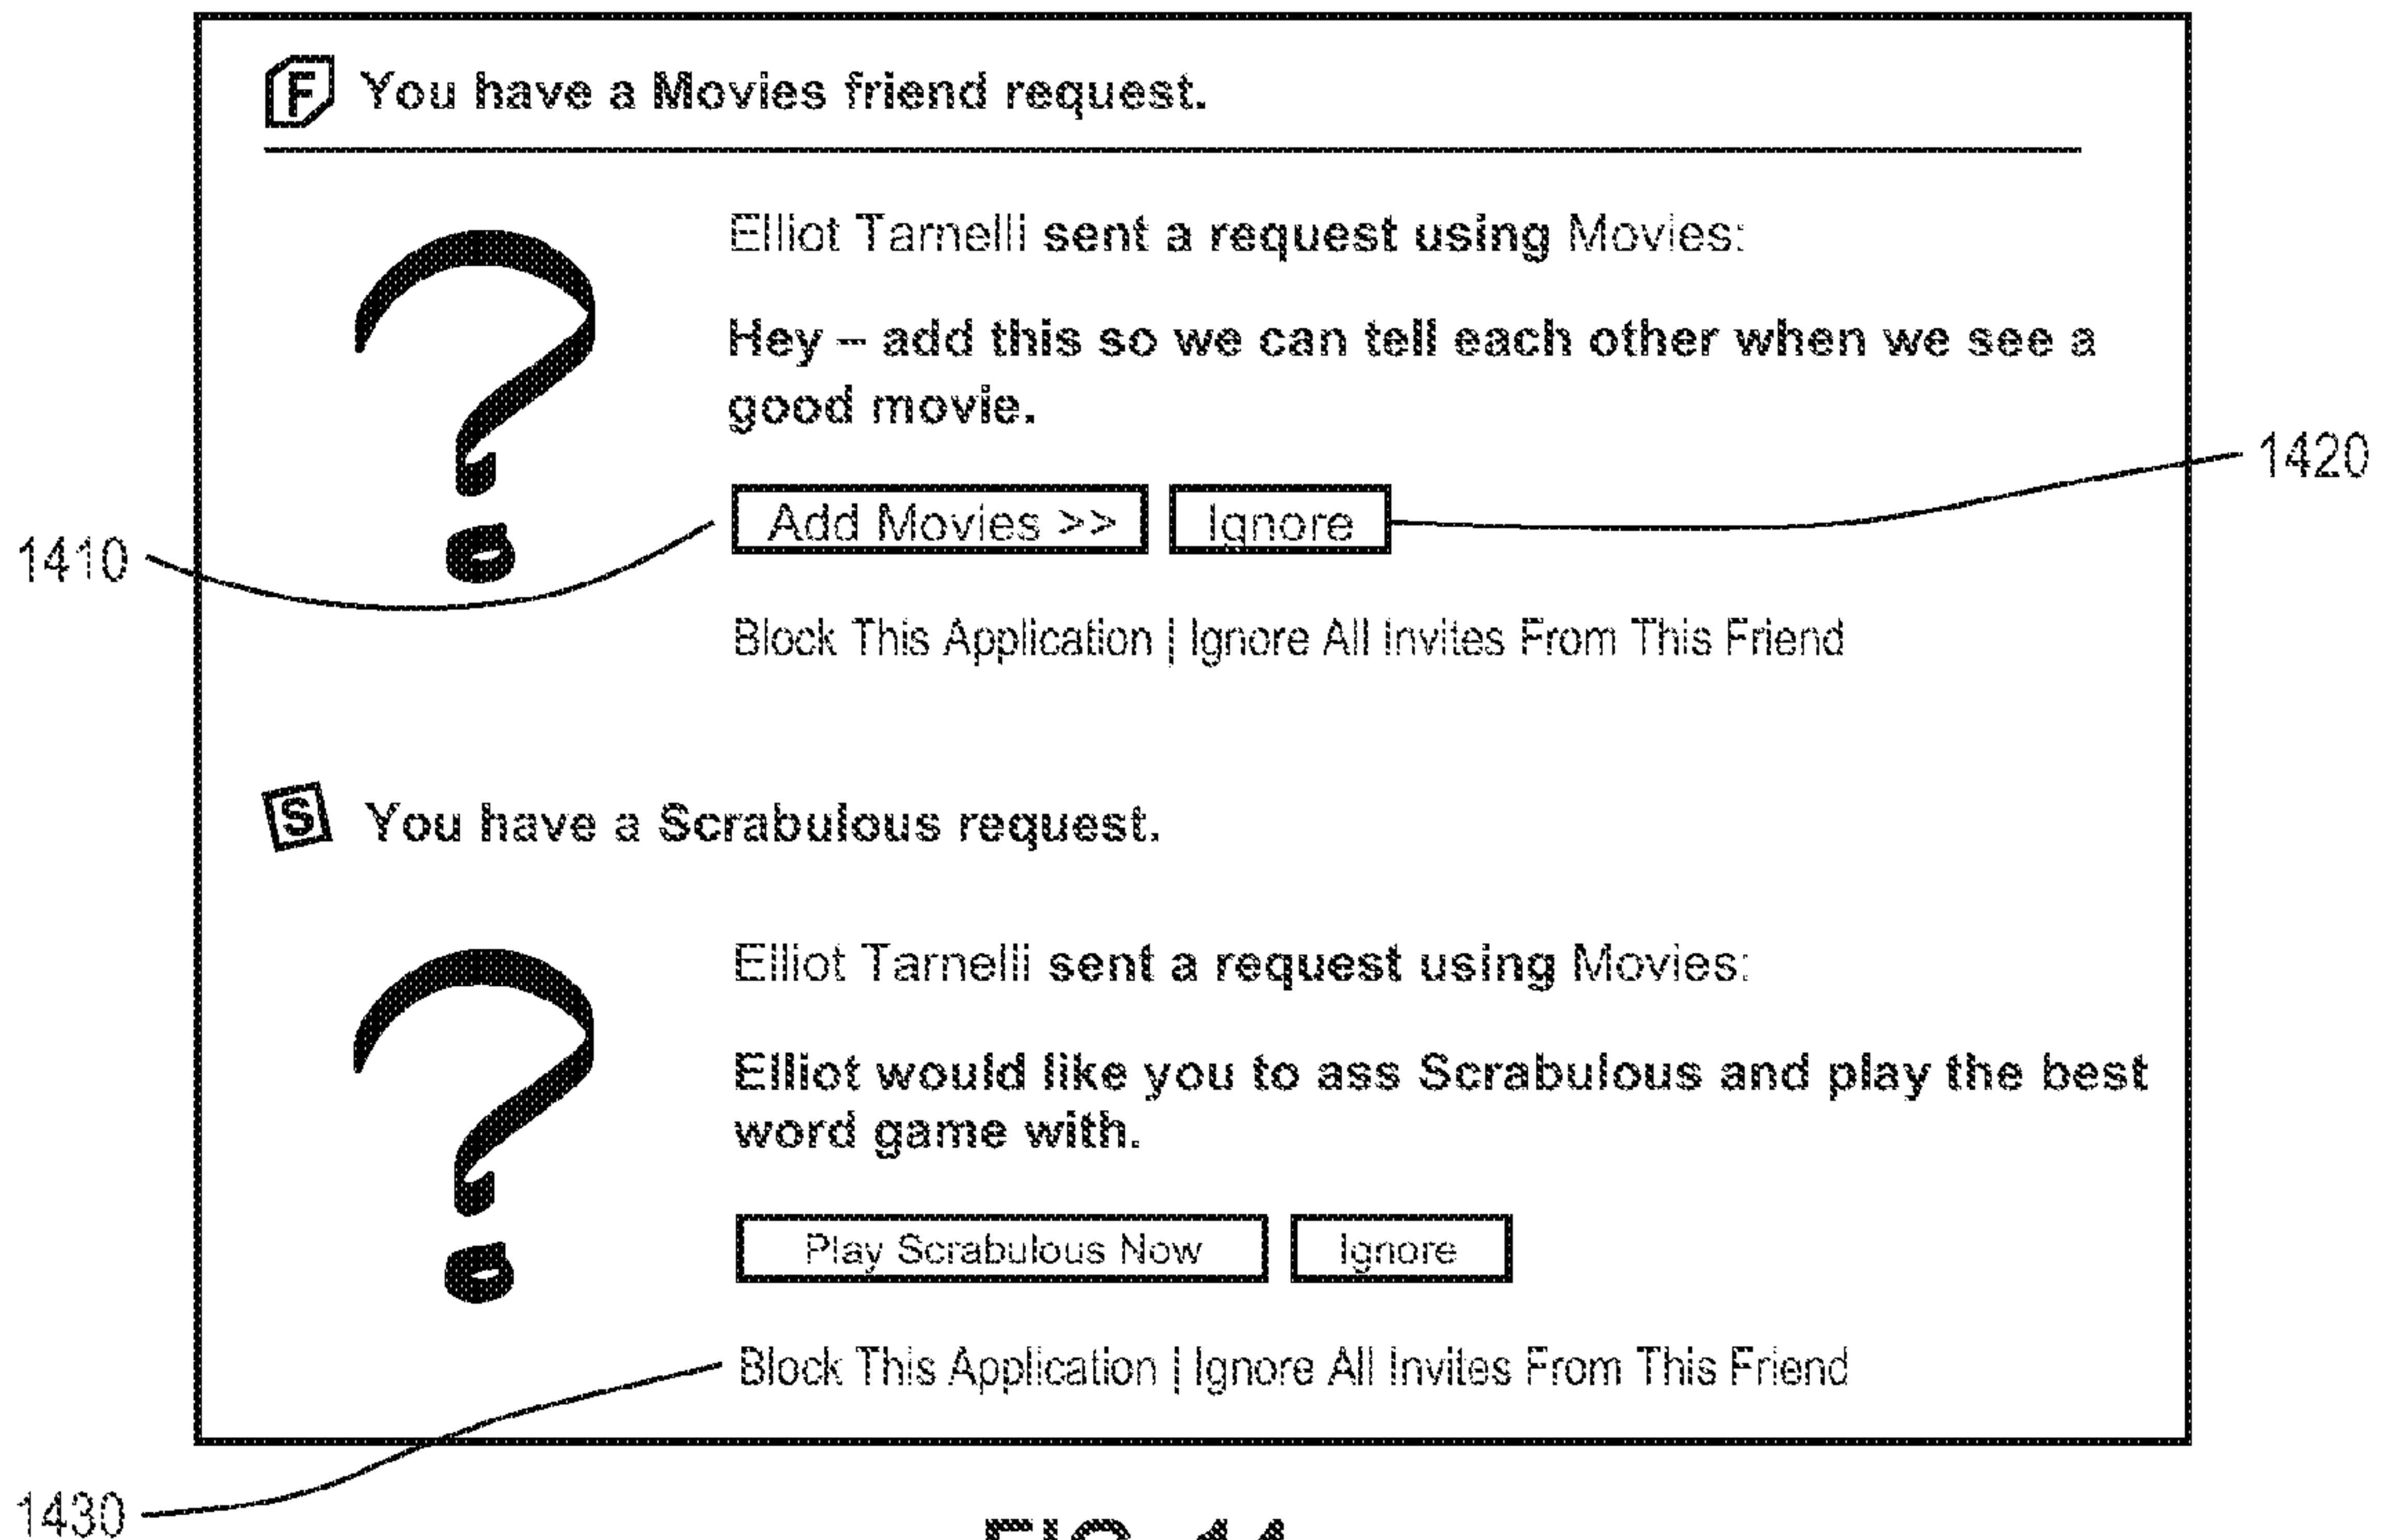 F You have a Movies friend request.
Elliot Tarnelli sent a request using Movies:
Hey – add this so we can tell each other when we see a
good movie.
1420
Add Movies >> Ignore
1410
Block This Application | Ignore All Invites From This Friend
S You have a Scrabulous request.
Elliot Tarnelli sent a request using Movies:
Elliot would like you to ass Scrabulous and play the best
word game with.
Play Scrabulous Now Ignore
Block This Application | Ignore All Invites From This Friend
1430